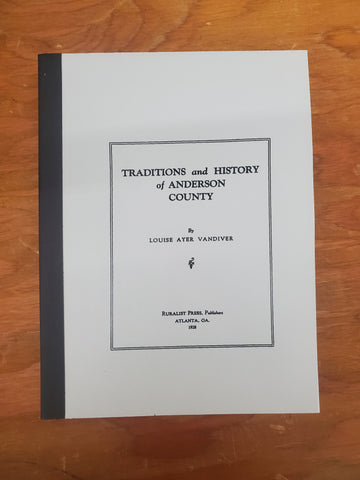 TRADITIONS and HISTORY
of ANDERSON
COUNTY
By
LOUISE AYER VANDIVER
RURALIST PRESS, Publishers
ATLANTA, GA.
1928